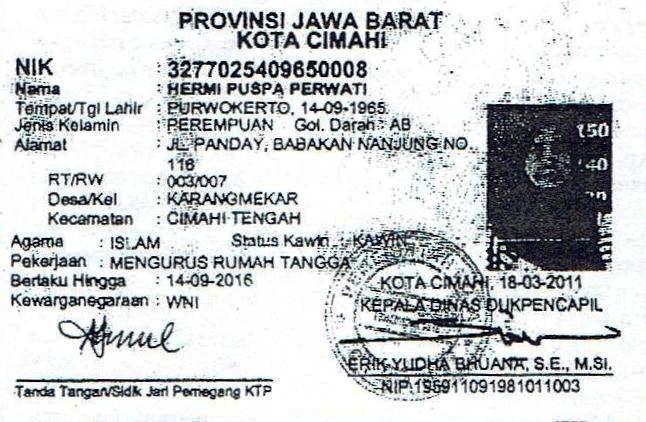 PROVINSI JAWA BARAT
KOTA CIMAHI
NIK : 3277025409650008
Nama : HERMI PUSPA PERWATI
Tempat/Tgl Lahir : PURWOKERTO, 14-09-1965
Jenis Kelamin : PEREMPUAN Gol. Darah : AB
Alamat : JL. PANDAY, BABAKAN NANJUNG NO.
116
RT/RW : 003/007
Desa/Kel : KARANGMEKAR
Kecamatan : CIMAHI TENGAH
Agama : ISLAM Status Kawin : KAWIN
Pekerjaan : MENGURUS RUMAH TANGGA
Berlaku Hingga : 14-09-2016
Kewarganegaraan : WNI
150
140
KOTA CIMAHI, 18-03-2011
KEPALA DINAS DUKPENCAPIL
ERIK YUDHA BHUANA, S.E., M.SI.
NIP.195911091981011003
Tanda Tangan/Sidik Jari Pemegang KTP